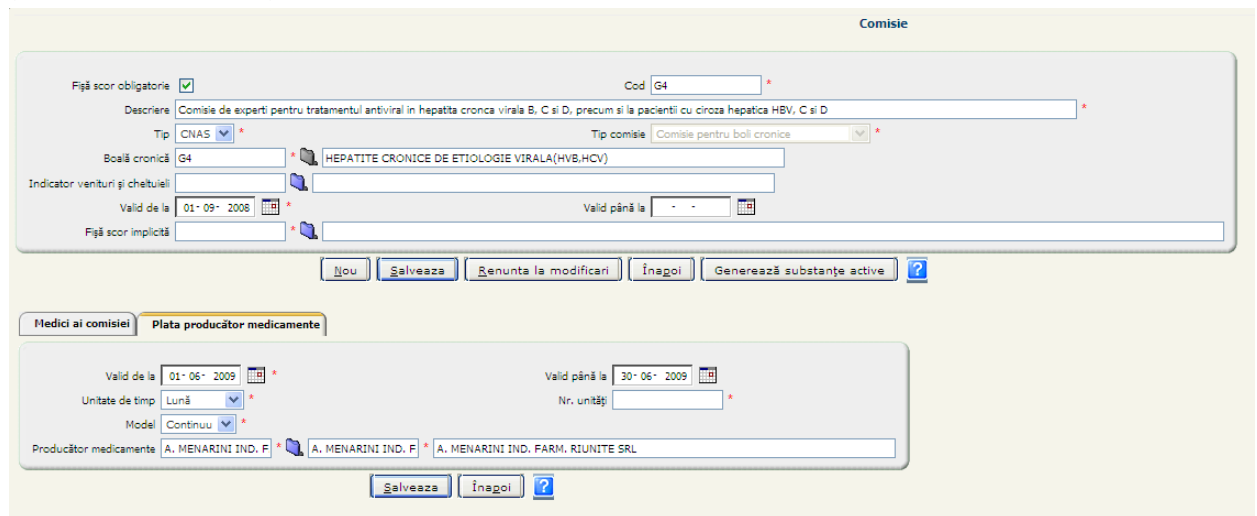 Comisie
Fişă scor obligatorie Cod G4 *
Descriere Comisie de experti pentru tratamentul antiviral in hepatita cronca virala B, C si D, precum si la pacientii cu ciroza hepatica HBV, C si D *
Tip CNAS * Tip comisie Comisie pentru boli cronice *
Boală cronică G4 * HEPATITE CRONICE DE ETIOLOGIE VIRALA(HVB,HCV)
Indicator venituri şi cheltuieli
Valid de la 01- 09- 2008 * Valid până la - -
Fişă scor implicită *
Nou Salveaza Renunta la modificari Înapoi Generează substanţe active ?
Medici ai comisiei Plata producător medicamente
Valid de la 01- 06- 2009 * Valid până la 30- 06- 2009
Unitate de timp Lună * Nr. unităţi *
Model Continuu *
Producător medicamente A. MENARINI IND. F * A. MENARINI IND. F * A. MENARINI IND. FARM. RIUNITE SRL
Salveaza Înapoi ?